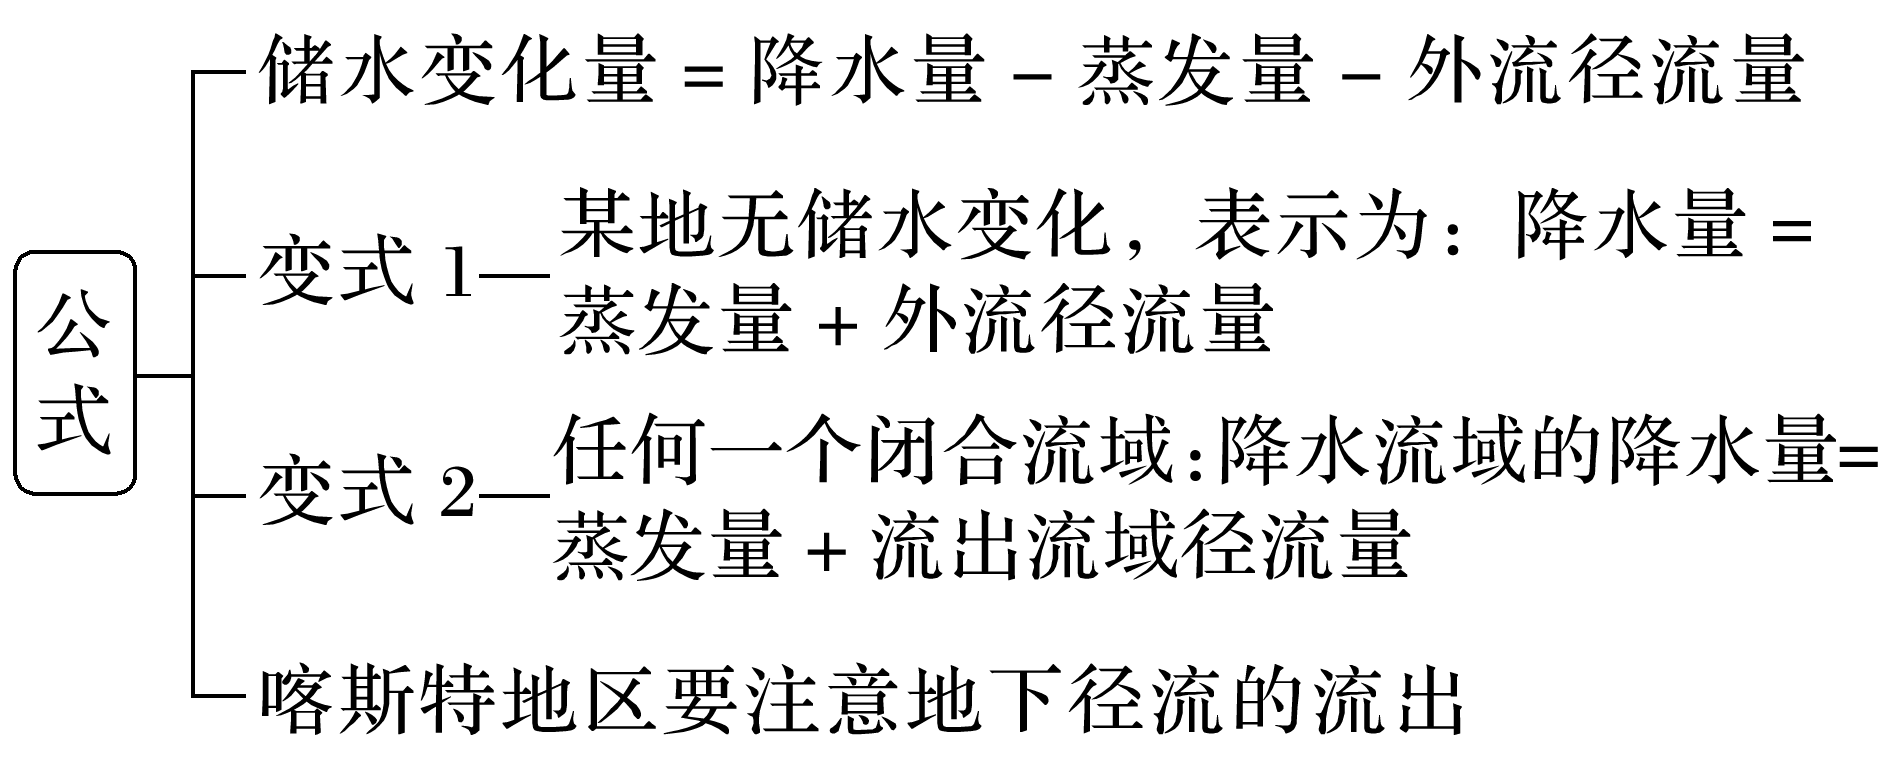 公式
储水变化量 = 降水量 - 蒸发量 - 外流径流量
变式 1—某地无储水变化，表示为：降水量 =
蒸发量 + 外流径流量
变式 2—任何一个闭合流域:降水流域的降水量=
蒸发量 + 流出流域径流量
喀斯特地区要注意地下径流的流出